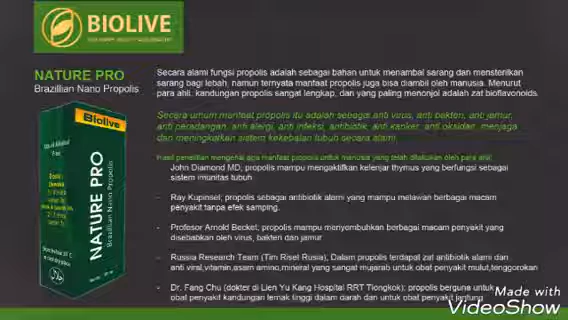 BIOLIVE
NATURE PRO
Brazillian Nano Propolis
Secara alami fungsi propolis adalah sebagai bahan untuk menambal sarang dan mensterilkan
sarang bagi lebah, namun ternyata manfaat propolis juga bisa diambil oleh manusia. Menurut
para ahli, kandungan propolis sangat lengkap, dan yang paling menonjol adalah zat bioflavonoids.
Secara umum manfaat propolis itu adalah sebagai anti virus, anti bakteri, anti jamur,
anti peradangan, anti alergi, anti infeksi, antibiotik, anti kanker, anti oksidan, menjaga
dan meningkatkan sistem kekebalan tubuh secara alami
Hasil penelitian mengenai apa manfaat propolis untuk manusia yang telah dilakukan oleh para ahli
John Diamond MD; propolis mampu mengaktifkan kelenjar thymus yang berfungsi sebagai
sistem imunitas tubuh
- Ray Kupinsel; propolis sebagai antibiotik alami yang mampu melawan berbagai macam
penyakit tanpa efek samping.
- Profesor Arnold Becket; propolis mampu menyembuhkan berbagai macam penyakit yang
disebabkan oleh virus, bakteri dan jamur
- Russia Research Team (Tim Risel Rusia); Dalam propolis terdapat zat antibiotik alami dan
anti viral,vitamin,asam amino,mineral yang sangat mujarab untuk obat penyakit mulut,tenggorokan
- Dr. Fang Chu (dokter di Lien Yu Kang Hospital RRT Tiongkok); propolis berguna untuk
obat penyakit kandungan lemak tinggi dalam darah dan untuk obat penyakit jantung
Biolive
NATURE PRO
Brazillian Nano Propolis
Made with
VideoShow